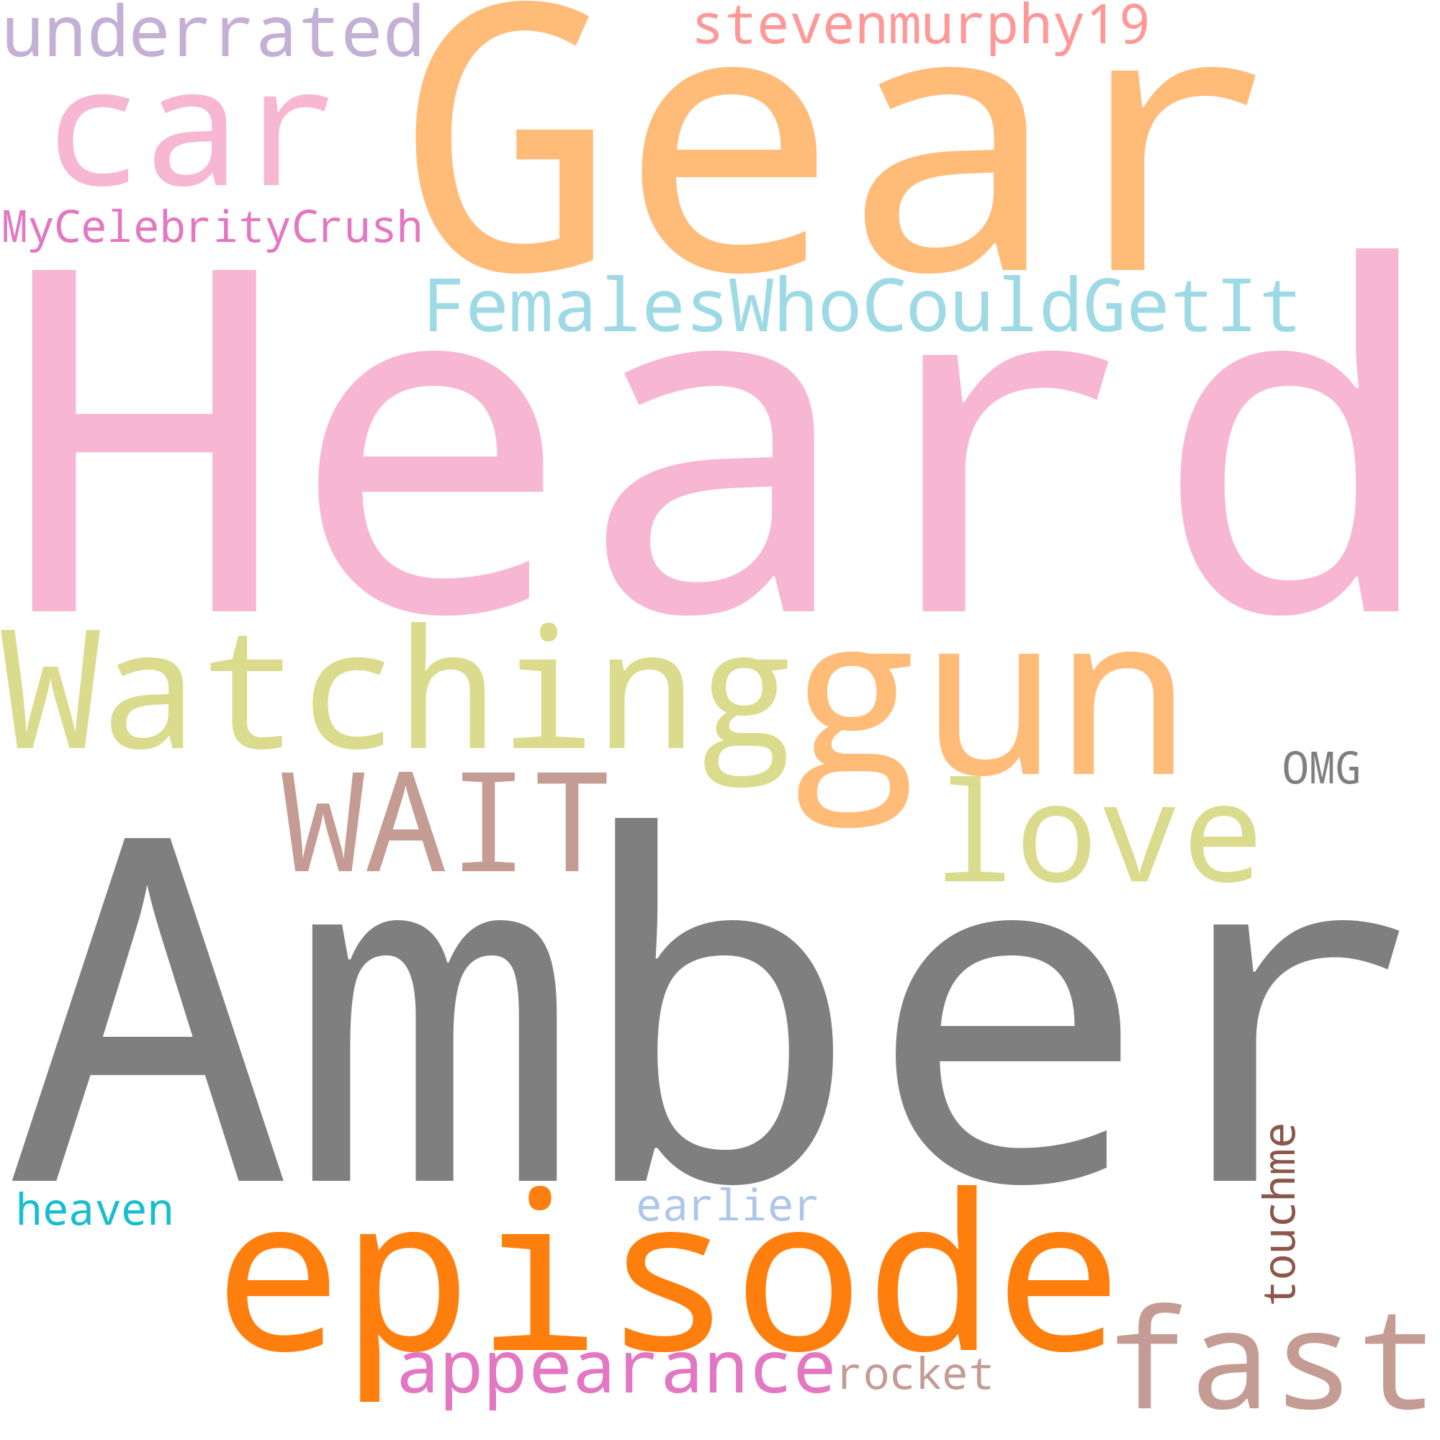 underrated
stevenmurphy19
Gear
car
MyCelebrityCrush
FemalesWhoCouldGetIt
Heard
Watching
gun
WAIT
OMG
love
Amber
touchme
heaven
earlier
episode
appearance
rocket
fast